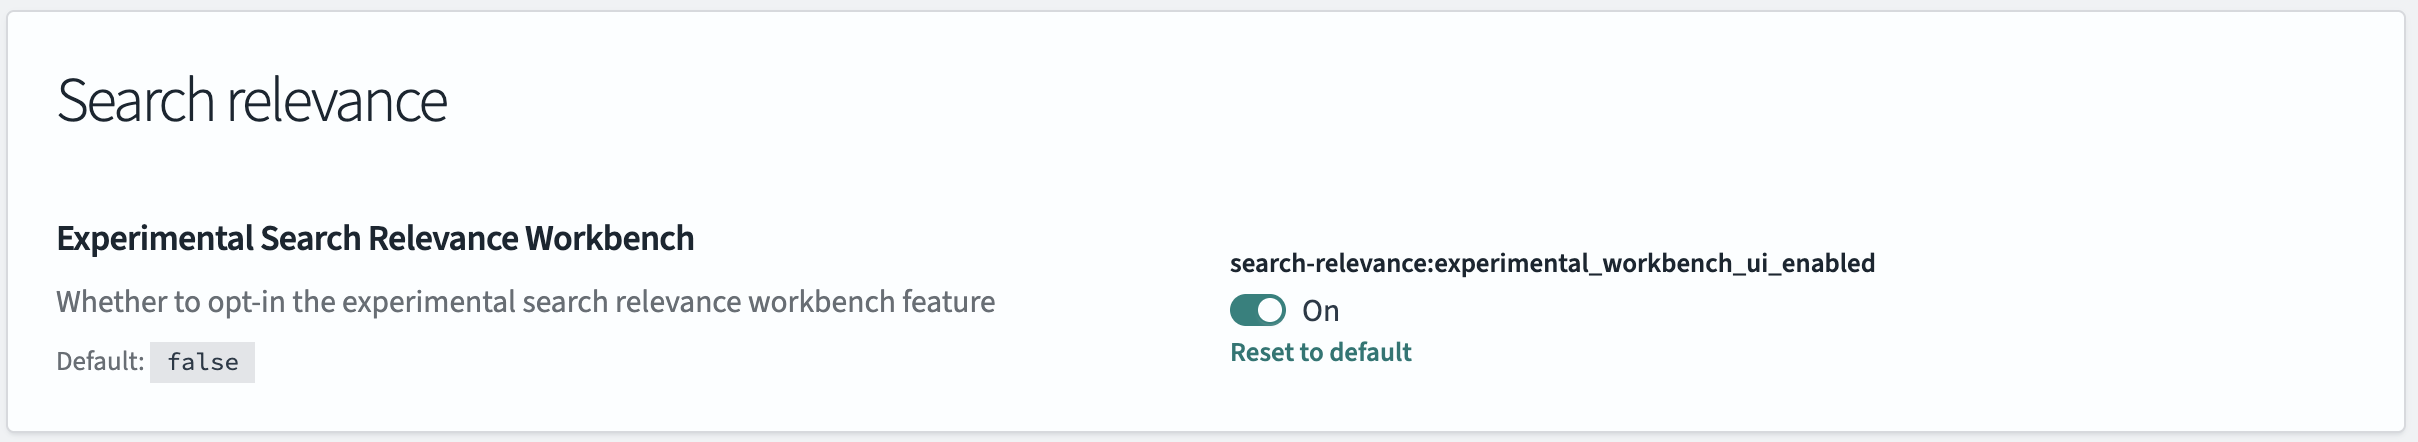 Search relevance
Experimental Search Relevance Workbench
Whether to opt-in the experimental search relevance workbench feature
Default: false
search-relevance:experimental_workbench_ui_enabled
On
Reset to default